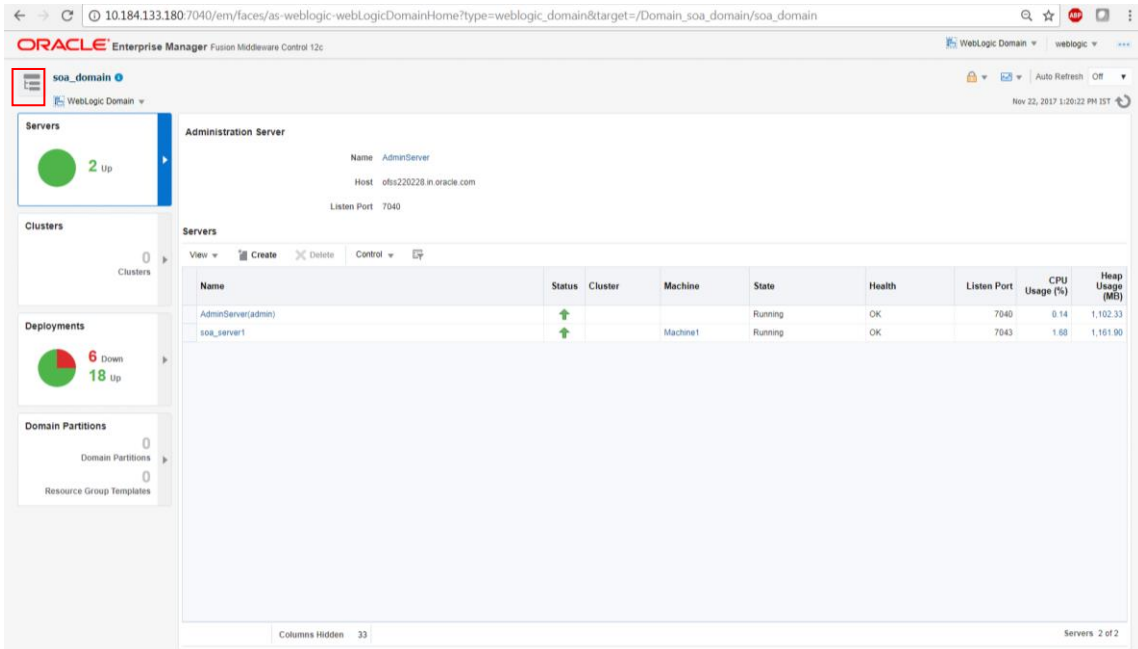 10.184.133.180:7040/em/faces/as-weblogic-webLogicDomainHome?type=weblogic_domain&target=/Domain_soa_domain/soa_domain
ABP
ORACLE Enterprise Manager Fusion Middleware Control 12c
WebLogic Domain
weblogic
soa_domain
Auto Refresh Off
WebLogic Domain
Nov 22, 2017 1:20:22 PM IST
Servers
2 Up
Clusters
0
Clusters
Deployments
6 Down
18 Up
Domain Partitions
0
Domain Partitions
0
Resource Group Templates
Administration Server
Name AdminServer
Host ofss220228.in.oracle.com
Listen Port 7040
Servers
View Create Delete Control
Name Status Cluster Machine State Health Listen Port CPU Usage (%) Heap Usage (MB)
AdminServer(admin) Running OK 7040 0.14 1,102.33
soa_server1 Machine1 Running OK 7043 1.68 1,161.90
Columns Hidden 33
Servers 2 of 2